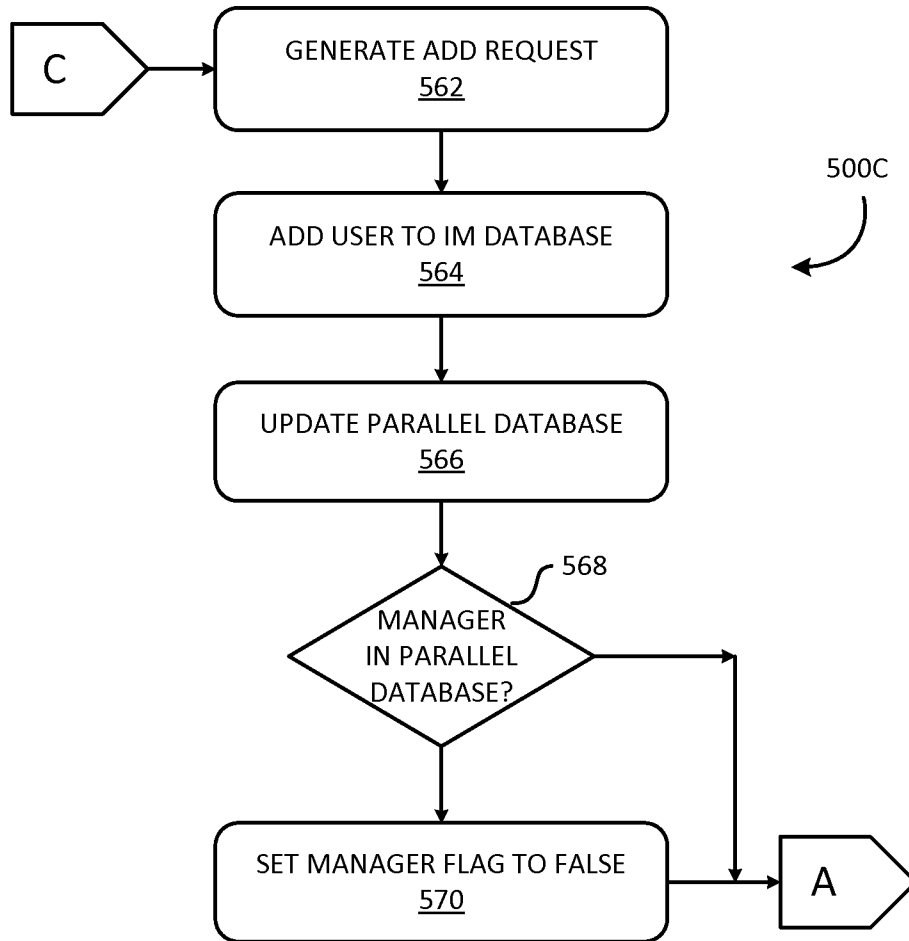 C
GENERATE ADD REQUEST
562
500C
ADD USER TO IM DATABASE
564
UPDATE PARALLEL DATABASE
566
568
MANAGER
IN PARALLEL
DATABASE?
SET MANAGER FLAG TO FALSE
570
A